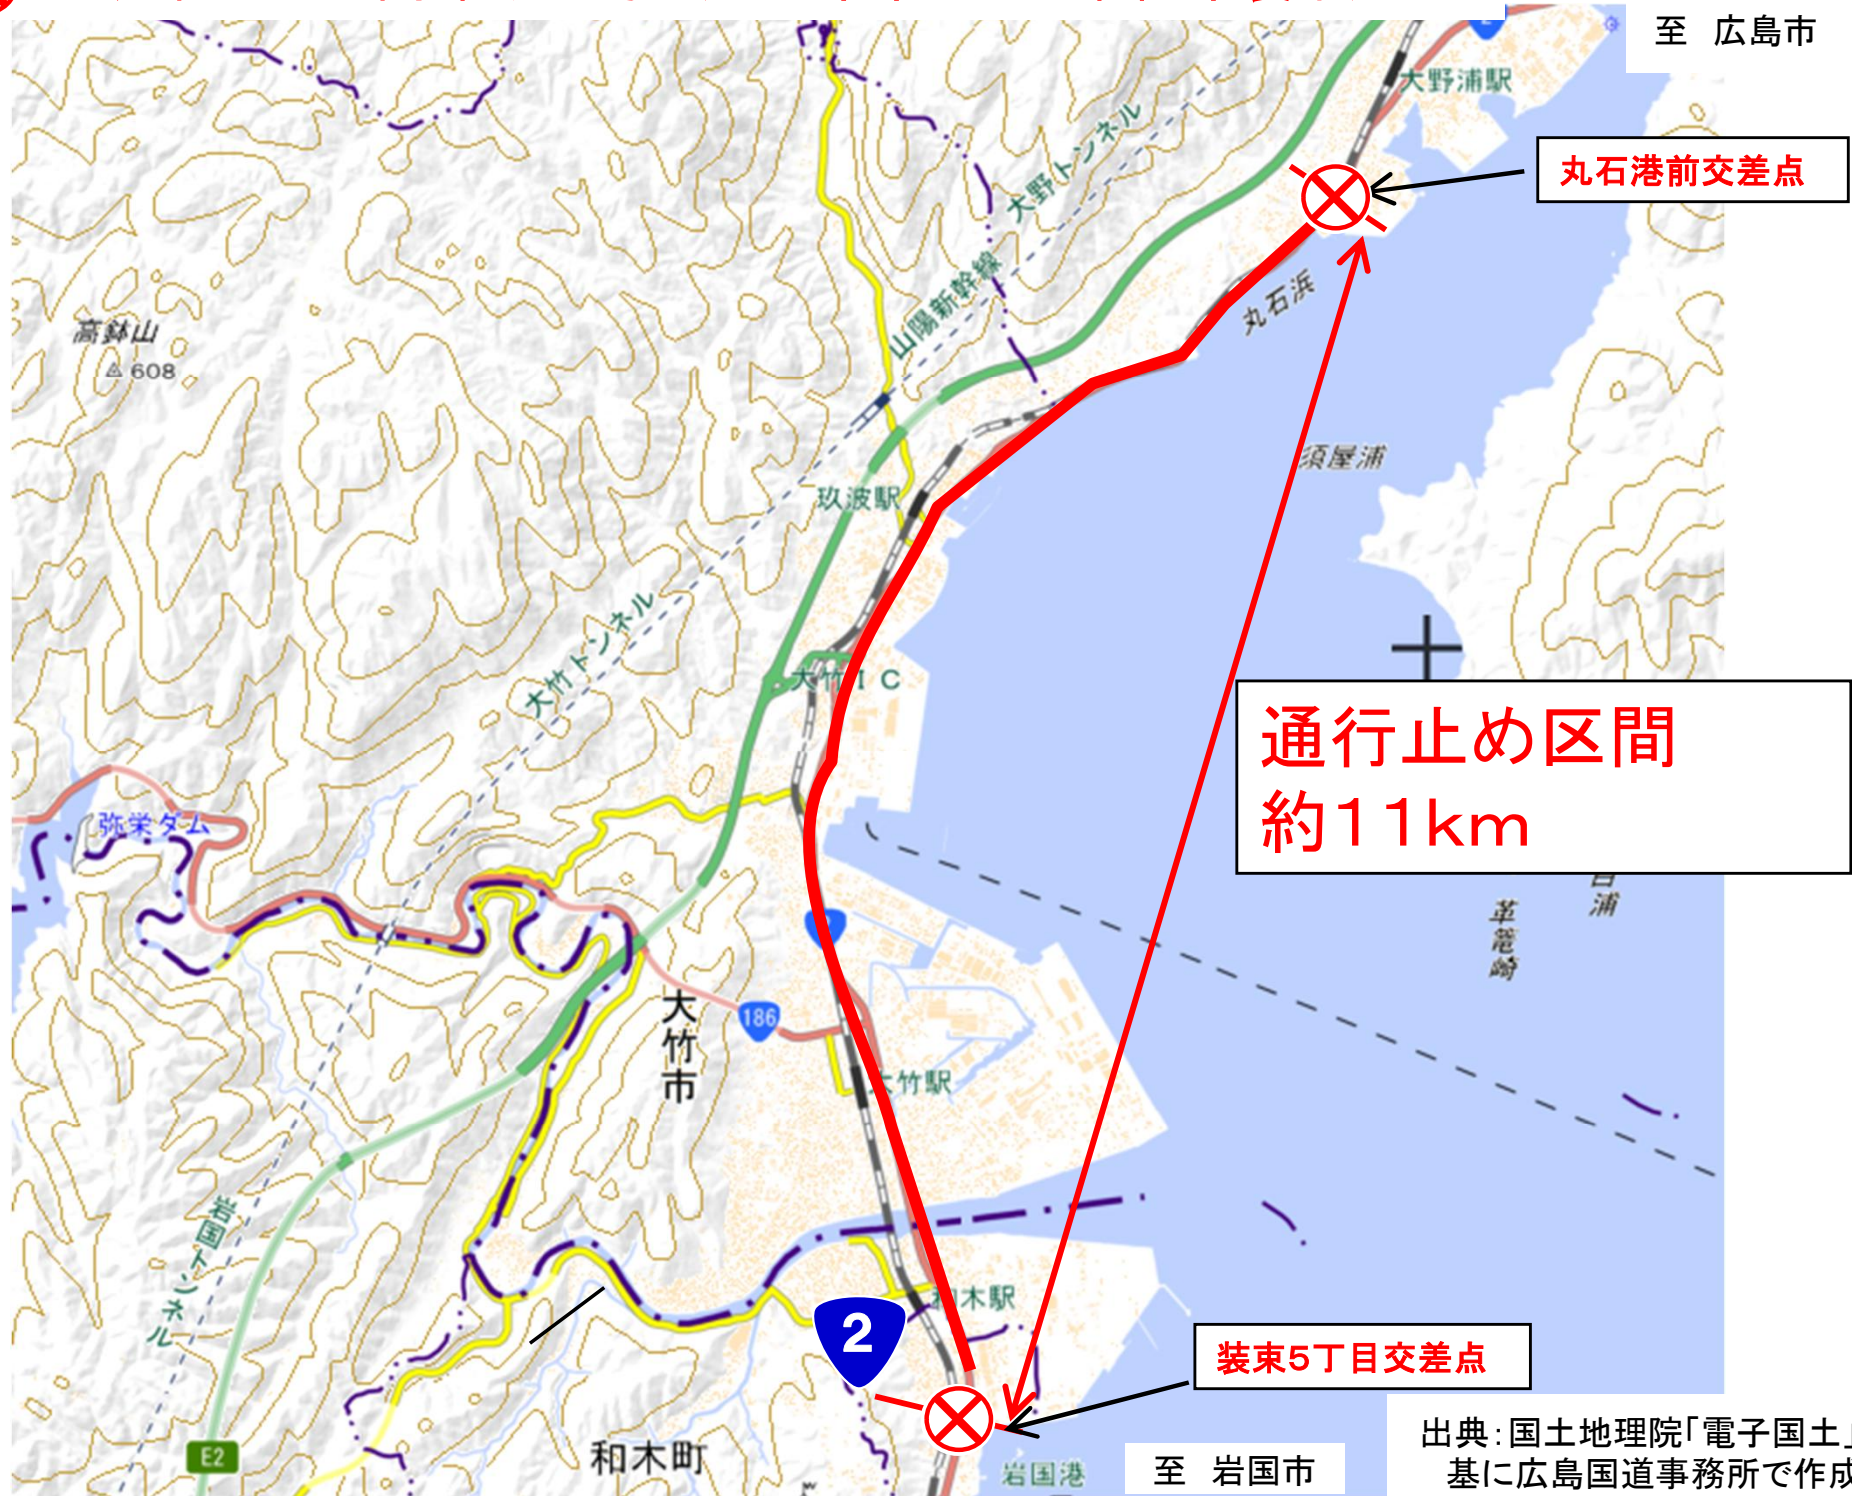 至 広島市
大野浦駅
丸石港前交差点
大野トンネル
山陽新幹線
丸石浜
高鉢山
608
須屋浦
玖波駅
大竹トンネル
大竹IC
通行止め区間
約11km
弥栄ダム
革篭崎
大竹市
186
大竹駅
岩国トンネル
和木駅
2
装束5丁目交差点
E2
和木町
岩国港
至 岩国市
出典：国土地理院「電子国土」
基に広島国道事務所で作成